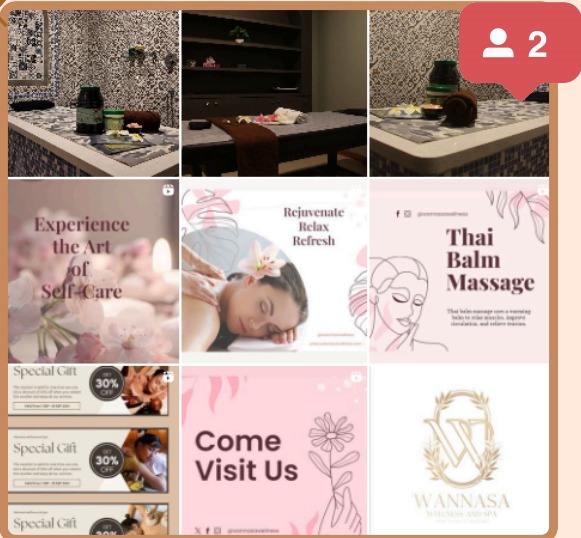 2
Experience
the Art
of
Self-Care
Rejuvenate
Relax
Refresh
Thai
Balm
Massage
Thai balm massage uses a warming
balm to relax muscles, improve
circulation, and relieve tension.
Special Gift
GET
30%
OFF
Special Gift
GET
30%
OFF
Special Gift
30%
Come
Visit Us
WANNASA
WELLNESS AND SPA